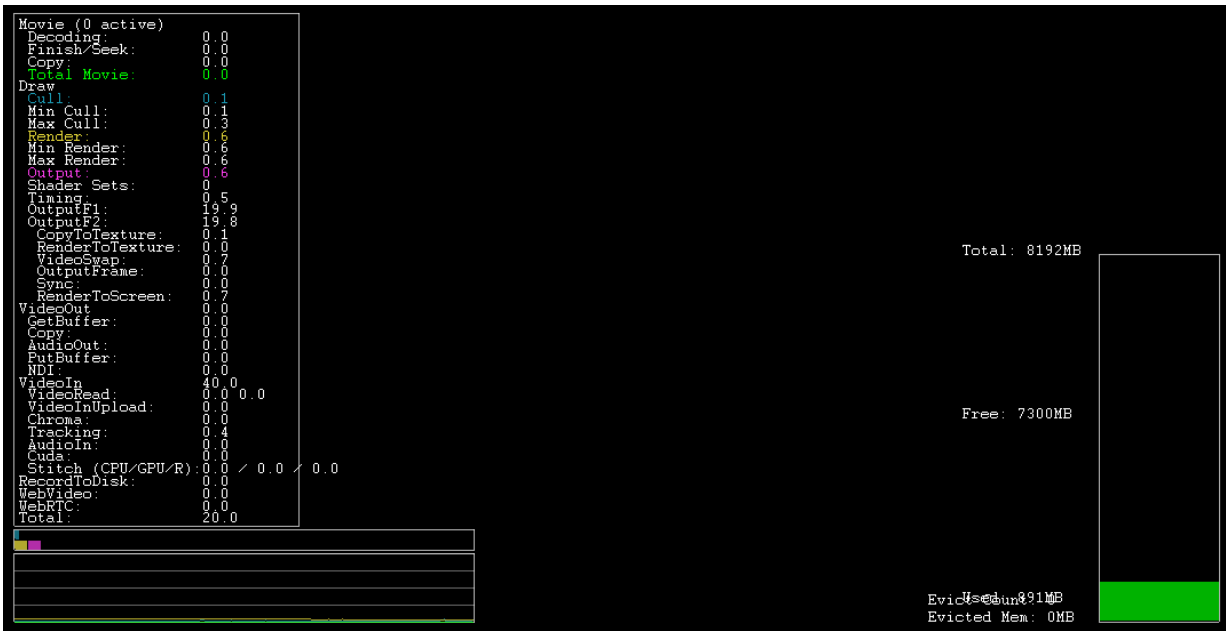 Movie (0 active)
Decoding: 0.0
Finish/Seek: 0.0
Copy: 0.0
Total Movie: 0.0
Draw
Cull: 0.1
Min Cull: 0.1
Max Cull: 0.3
Render: 0.6
Min Render: 0.6
Max Render: 0.6
Output: 0.6
Shader Sets: 0
Timing: 0.5
OutputF1: 19.9
OutputF2: 19.8
CopyToTexture: 0.1
RenderToTexture: 0.0
VideoSwap: 0.7
OutputFrame: 0.0
Sync: 0.0
RenderToScreen: 0.7
VideoOut 0.0
GetBuffer: 0.0
Copy: 0.0
AudioOut: 0.0
PutBuffer: 0.0
NDI: 0.0
VideoIn 40.0
VideoRead: 0.0 0.0
VideoInUpload: 0.0
Chroma: 0.0
Tracking: 0.4
AudioIn: 0.0
Cuda: 0.0
Stitch (CPU/GPU/R):0.0 / 0.0 / 0.0
RecordToDisk: 0.0
WebVideo: 0.0
WebRTC: 0.0
Total: 20.0
Total: 8192MB
Free: 7300MB
Used: 891MB
Evict Count: 0
Evicted Mem: 0MB